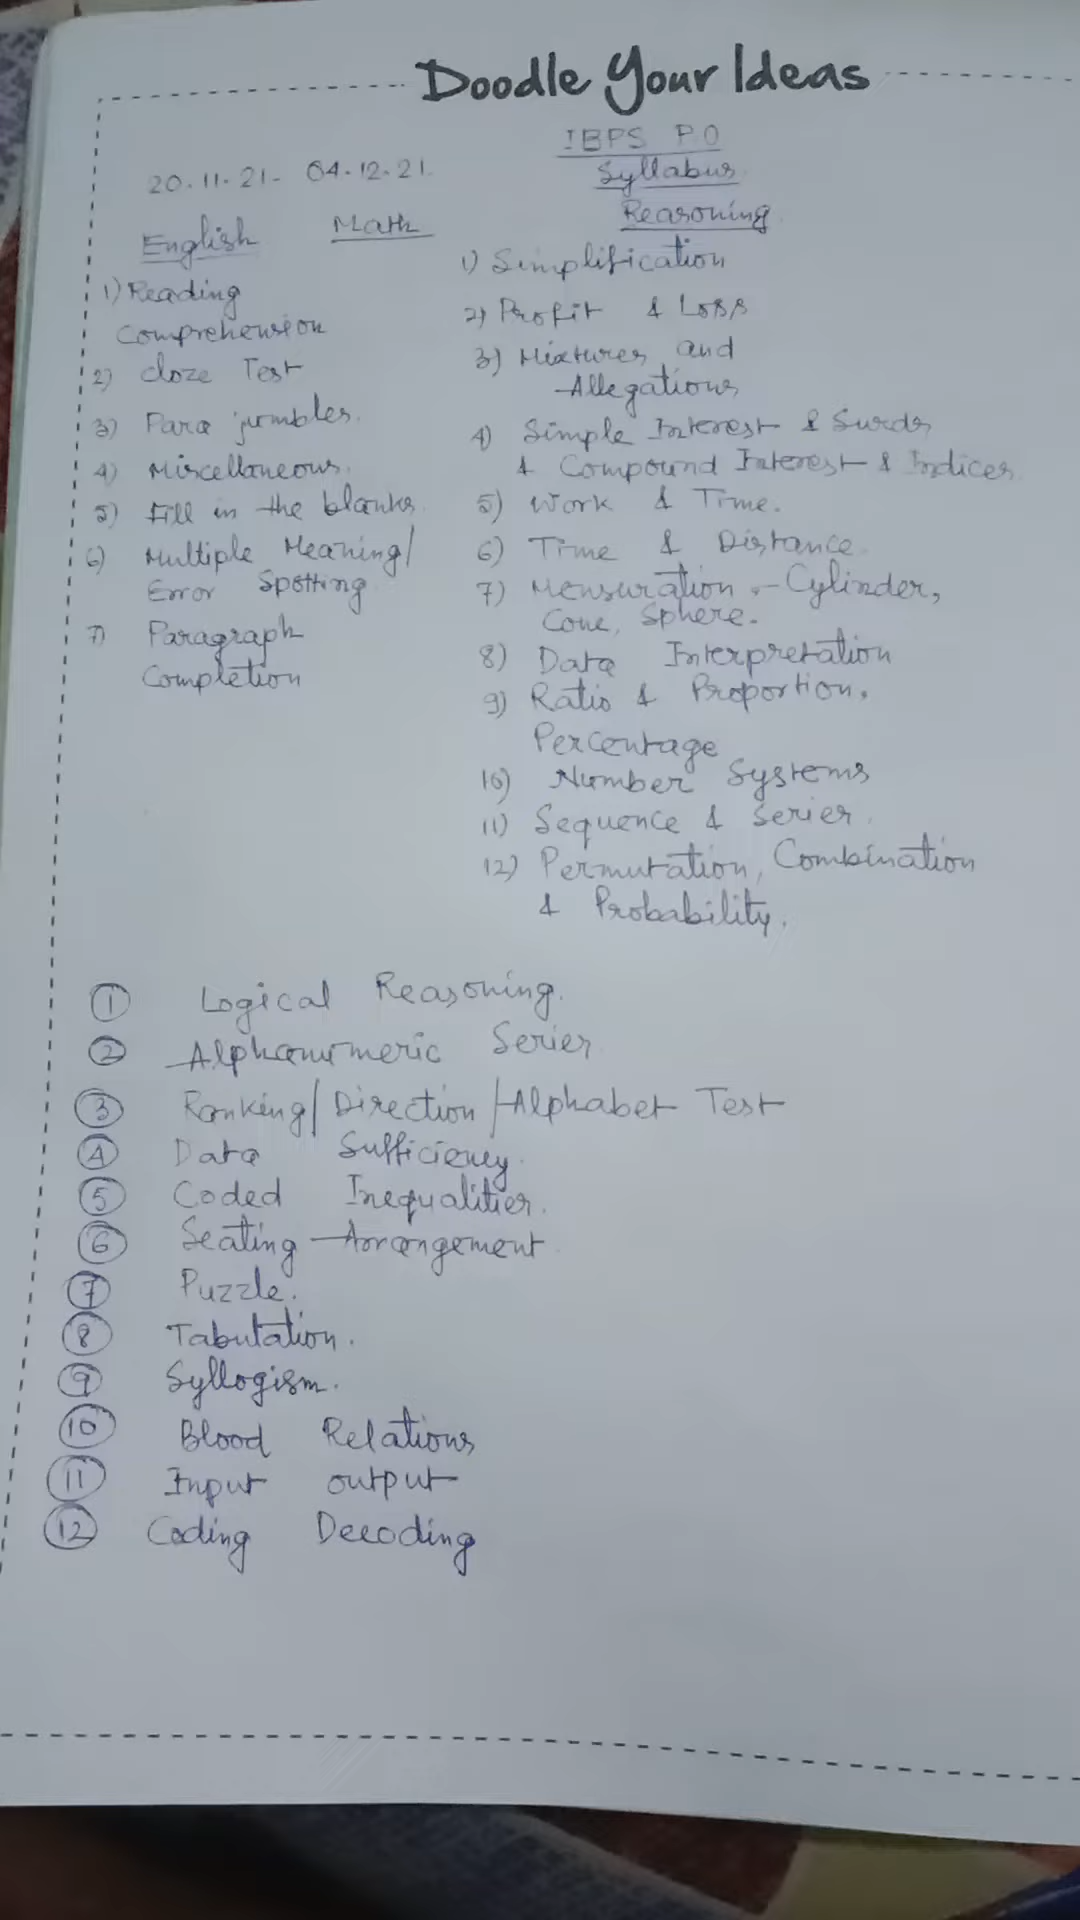 Doodle Your Ideas
IBPS P.O
20.11.21- 04.12.21.
Syllabus
English
Math
Reasoning
1) Reading
Comprehension
2) Cloze Test
3) Para jumbles.
4) Miscellaneous.
5) Fill in the blanks
6) Multiple Meaning/
Error Spotting
7) Paragraph
Completion
1) Simplification
2) Profit & Loss
3) Mixtures and
Allegations
4) Simple Interest & Surds
& Compound Interest & Indices
5) Work & Time.
6) Time & Distance.
7) Mensuration - Cylinder,
Cone, Sphere.
8) Data Interpretation
9) Ratio & Proportion,
Percentage
10) Number Systems
11) Sequence & Series.
12) Permutation, Combination
& Probability.
1 Logical Reasoning.
2 Alphanumeric Series
3 Ranking/Direction/Alphabet Test
4 Data Sufficiency.
5 Coded Inequalities.
6 Seating Arrangement.
7 Puzzle.
8 Tabutation.
9 Syllogism.
10 Blood Relations
11 Input output
12 Coding Decoding